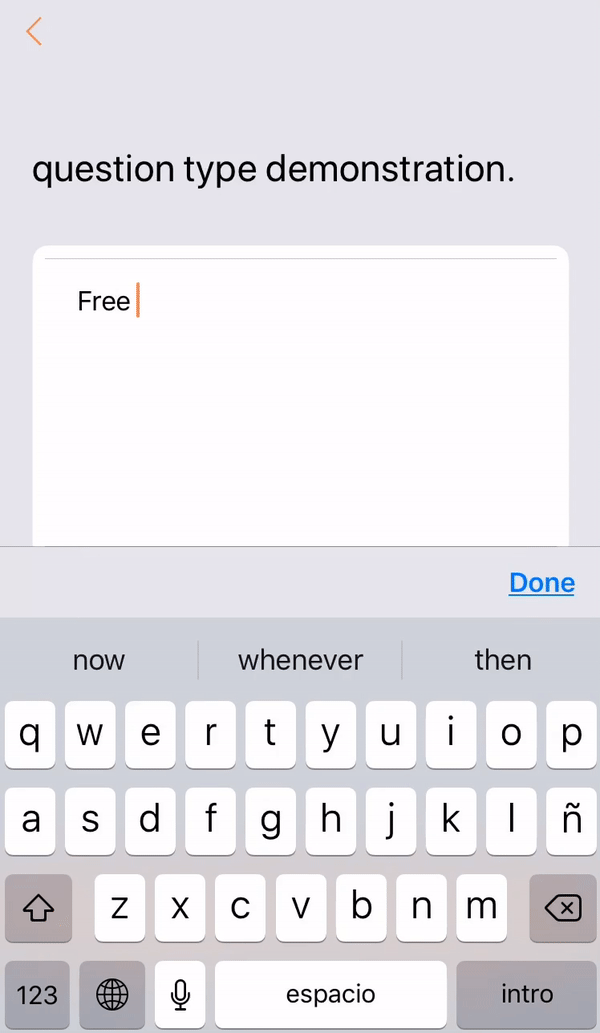 question type demonstration.
Free
Done
now whenever then
q w e r t y u i o p
a s d f g h j k l ñ
z x c v b n m
123 espacio intro